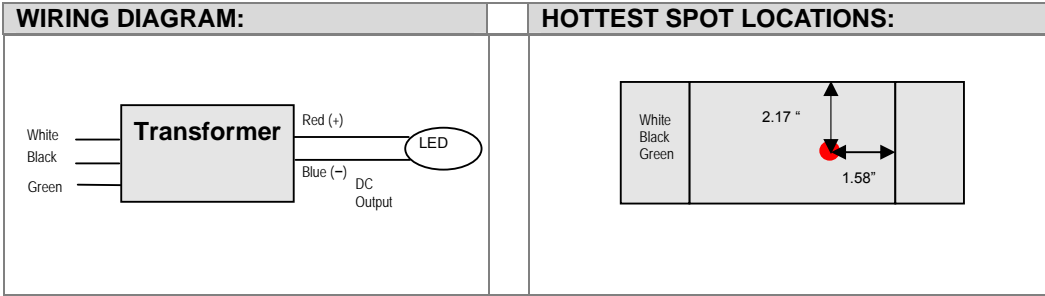 WIRING DIAGRAM:
White
Black
Green
Transformer
Red (+)
Blue (−)
DC
Output
LED
HOTTEST SPOT LOCATIONS:
White
Black
Green
2.17 “
1.58”